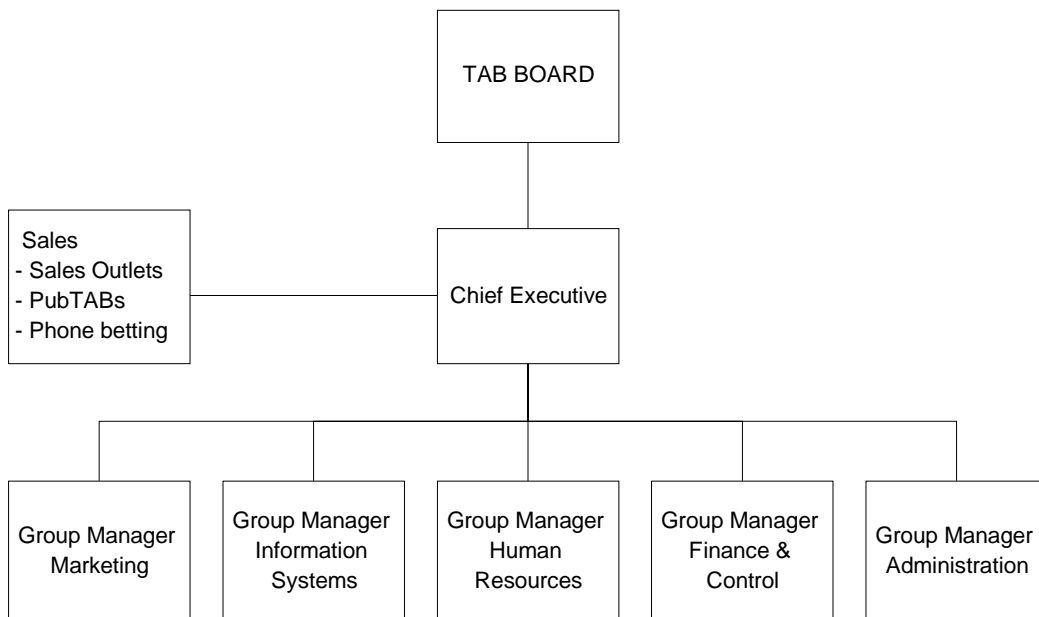 TAB BOARD
Sales
- Sales Outlets
- PubTABs
- Phone betting
Chief Executive
Group Manager
Marketing
Group Manager
Information
Systems
Group Manager
Human
Resources
Group Manager
Finance &
Control
Group Manager
Administration